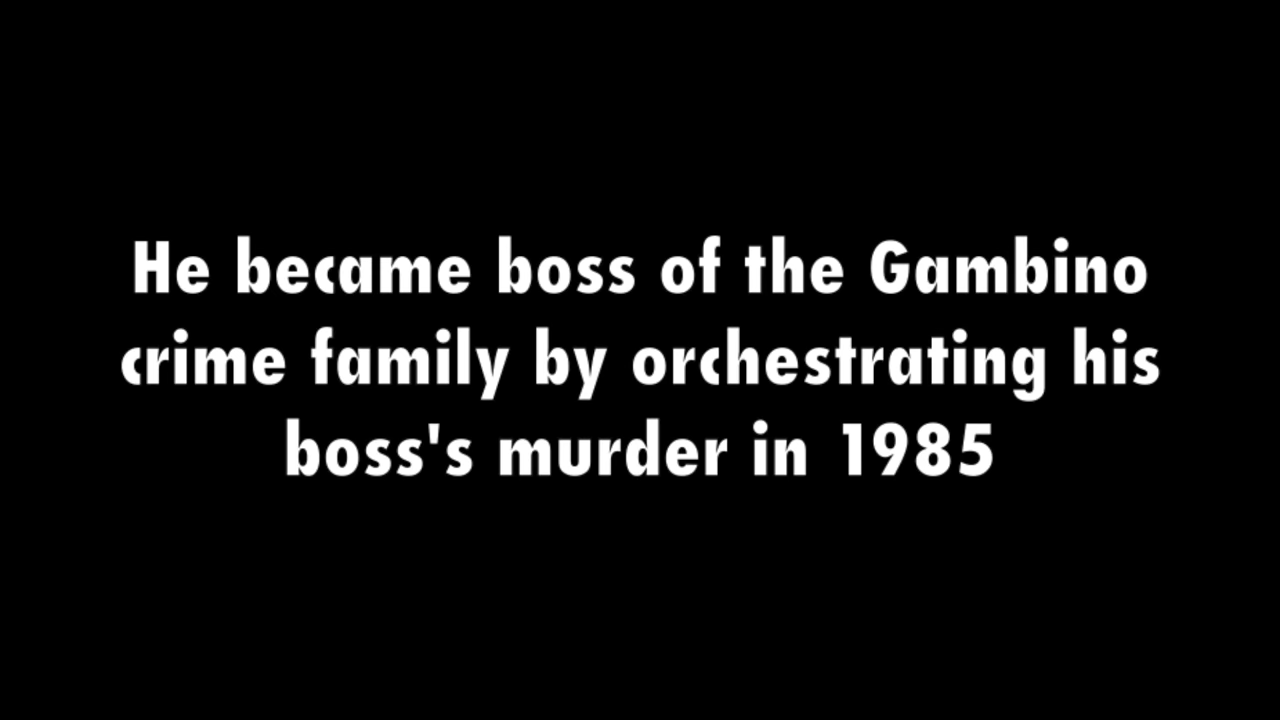 He became boss of the Gambino
crime family by orchestrating his
boss's murder in 1985